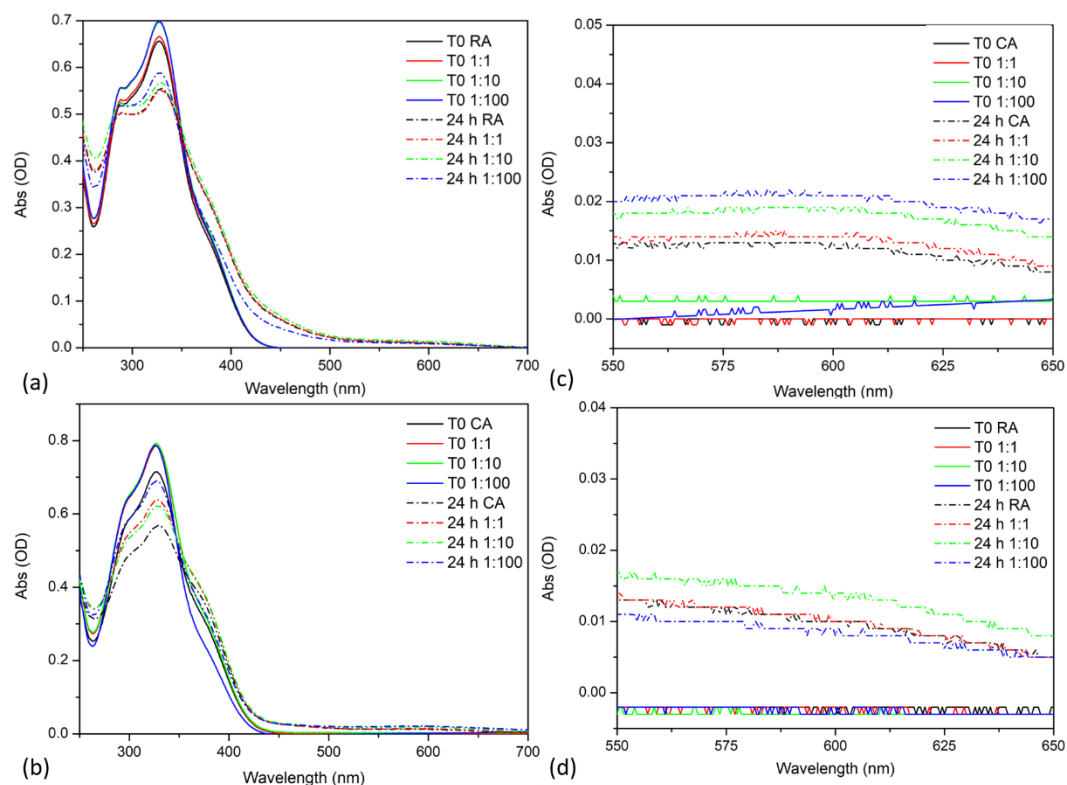 0.7
0.6
0.5
0.4
0.3
0.2
0.1
0.0
Abs (OD)
T0 RA
T0 1:1
T0 1:10
T0 1:100
24 h RA
24 h 1:1
24 h 1:10
24 h 1:100
300
400
500
600
700
Wavelength (nm)
(a)
0.05
0.04
0.03
0.02
0.01
0.00
Abs (OD)
T0 CA
T0 1:1
T0 1:10
T0 1:100
24 h CA
24 h 1:1
24 h 1:10
24 h 1:100
550
575
600
625
650
Wavelength (nm)
(c)
0.8
0.6
0.4
0.2
0.0
Abs (OD)
T0 CA
T0 1:1
T0 1:10
T0 1:100
24 h CA
24 h 1:1
24 h 1:10
24 h 1:100
300
400
500
600
700
Wavelength (nm)
(b)
0.04
0.03
0.02
0.01
0.00
Abs (OD)
T0 RA
T0 1:1
T0 1:10
T0 1:100
24 h RA
24 h 1:1
24 h 1:10
24 h 1:100
550
575
600
625
650
Wavelength (nm)
(d)